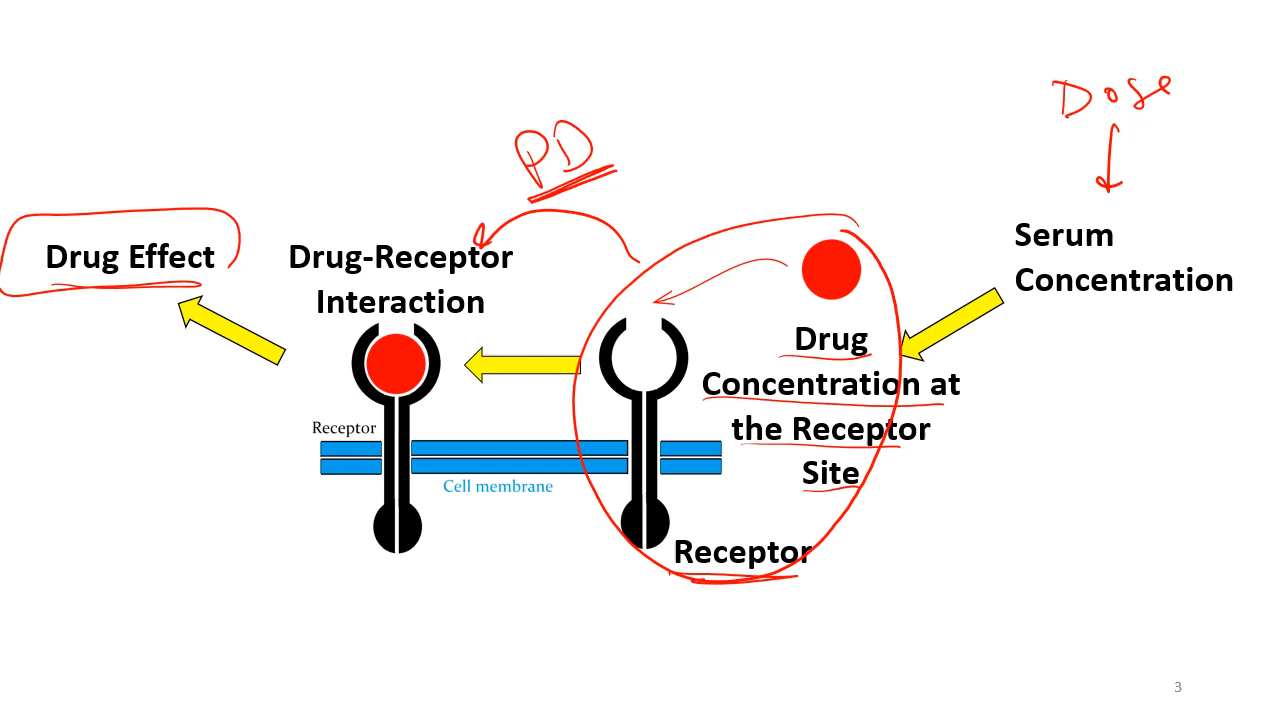 Dose
PD
Serum
Concentration
Drug Effect
Drug-Receptor
Interaction
Drug
Concentration at
the Receptor
Site
Receptor
Cell membrane
Receptor
3